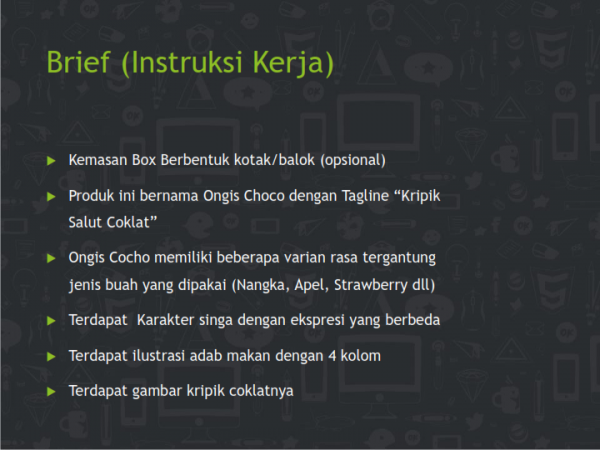 Brief (Instruksi Kerja)
Kemasan Box Berbentuk kotak/balok (opsional)
Produk ini bernama Ongis Choco dengan Tagline “Kripik
Salut Coklat”
Ongis Cocho memiliki beberapa varian rasa tergantung
jenis buah yang dipakai (Nangka, Apel, Strawberry dll)
Terdapat Karakter singa dengan ekspresi yang berbeda
Terdapat ilustrasi adab makan dengan 4 kolom
Terdapat gambar kripik coklatnya